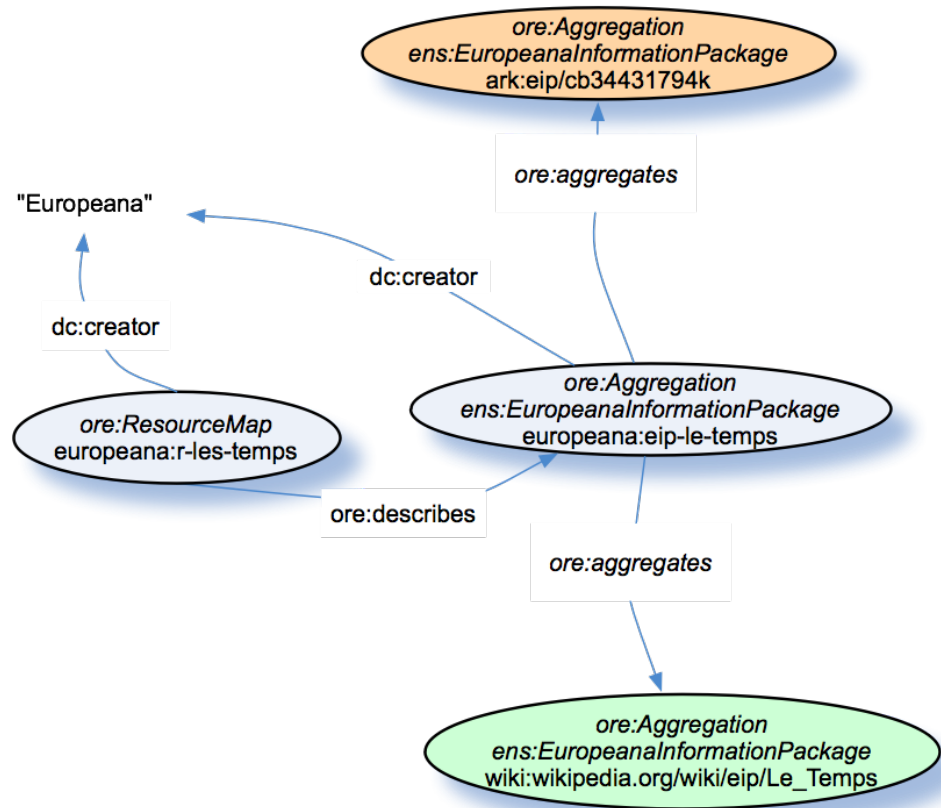 ore:Aggregation
ens:EuropeanaInformationPackage
ark:eip/cb34431794k
ore:aggregates
"Europeana"
dc:creator
dc:creator
ore:Aggregation
ens:EuropeanaInformationPackage
europeana:eip-le-temps
ore:ResourceMap
europeana:r-les-temps
ore:describes
ore:aggregates
ore:Aggregation
ens:EuropeanaInformationPackage
wiki:wikipedia.org/wiki/eip/Le_Temps